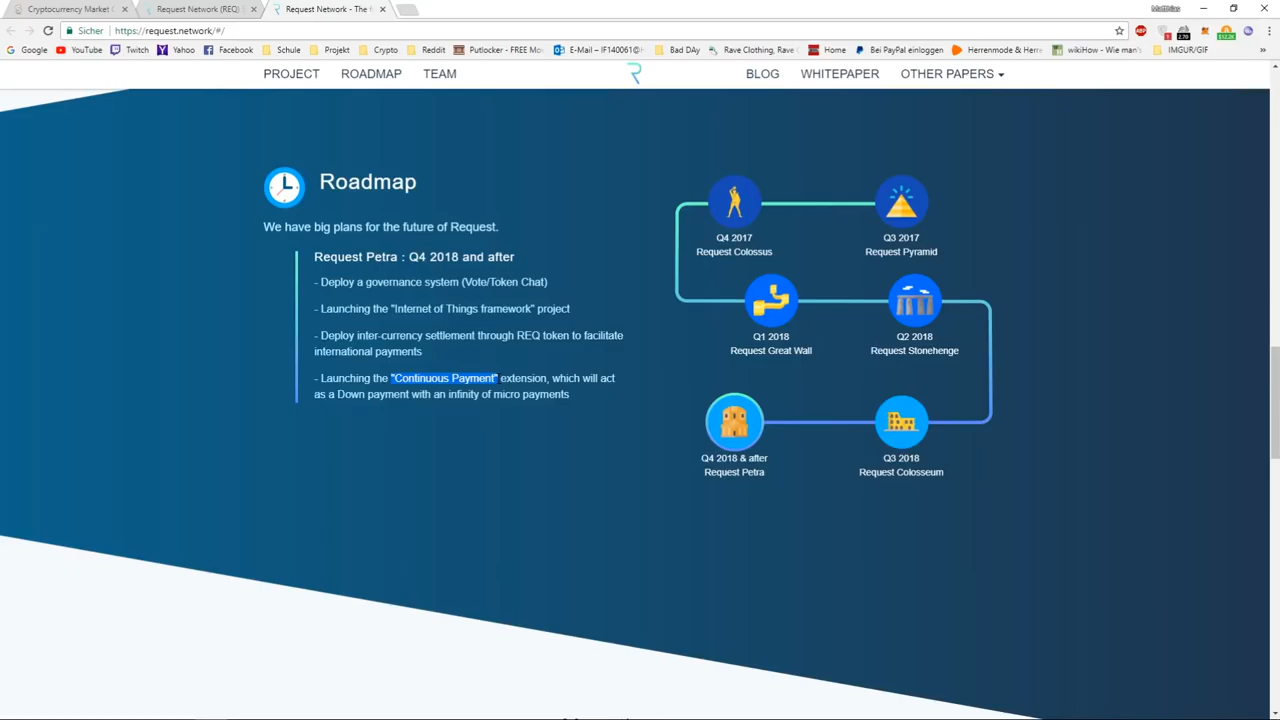 Cryptocurrency Market
Request Network (REQ)
Request Network - The f
Matthias
Sicher
https://request.network/#/
Google
YouTube
Twitch
Yahoo
Facebook
Schule
Projekt
Crypto
Reddit
Putlocker - FREE Mov
E-Mail – IF140061@H
Bad Day
Rave Clothing, Rave
Home
Bei PayPal einloggen
Herrenmode & Herre
wikiHow - Wie man's
IMGUR/GIF
PROJECT
ROADMAP
TEAM
BLOG
WHITEPAPER
OTHER PAPERS
Roadmap
We have big plans for the future of Request.
Request Petra : Q4 2018 and after
- Deploy a governance system (Vote/Token Chat)
- Launching the "Internet of Things framework" project
- Deploy inter-currency settlement through REQ token to facilitate
international payments
- Launching the "Continuous Payment" extension, which will act
as a Down payment with an infinity of micro payments
Q4 2017
Request Colossus
Q3 2017
Request Pyramid
Q1 2018
Request Great Wall
Q2 2018
Request Stonehenge
Q4 2018 & after
Request Petra
Q3 2018
Request Colosseum